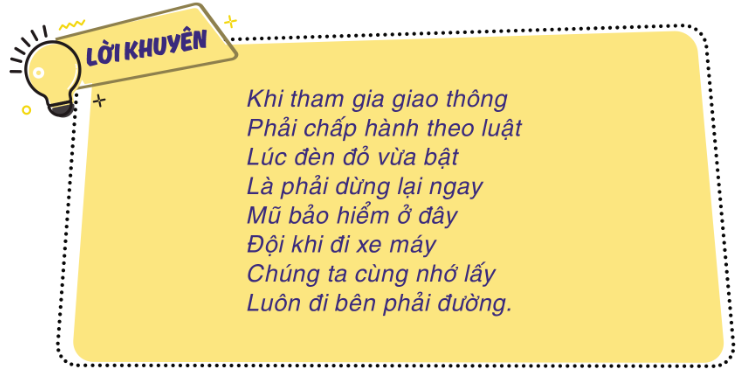 LỜI KHUYÊN
Khi tham gia giao thông
Phải chấp hành theo luật
Lúc đèn đỏ vừa bật
Là phải dừng lại ngay
Mũ bảo hiểm ở đây
Đội khi đi xe máy
Chúng ta cùng nhớ lấy
Luôn đi bên phải đường.